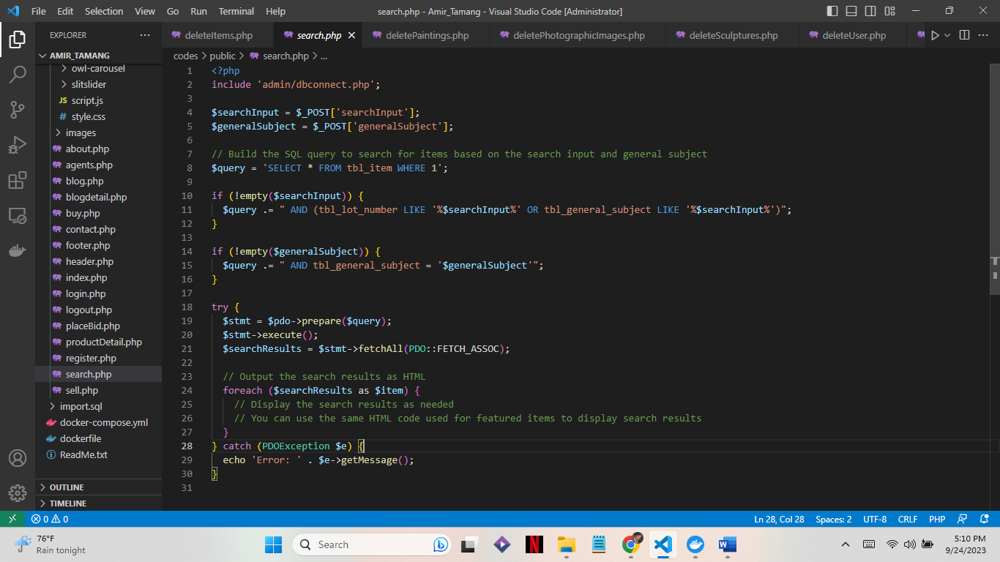 File Edit Selection View Go Run Terminal Help
search.php - Amir_Tamang - Visual Studio Code [Administrator]
EXPLORER
AMIR_TAMANG
owl-carousel
slitslider
JS script.js
# style.css
images
about.php
agents.php
blog.php
blogdetail.php
buy.php
contact.php
footer.php
header.php
index.php
login.php
logout.php
placeBid.php
productDetail.php
register.php
search.php
sell.php
import.sql
docker-compose.yml
dockerfile
ReadMe.txt
OUTLINE
TIMELINE
deleteItems.php search.php deletePaintings.php deletePhotographicImages.php deleteSculptures.php deleteUser.php
codes > public > search.php > ...
1 <?php
2 include 'admin/dbconnect.php';
3
4 $searchInput = $_POST['searchInput'];
5 $generalSubject = $_POST['generalSubject'];
6
7 // Build the SQL query to search for items based on the search input and general subject
8 $query = 'SELECT * FROM tbl_item WHERE 1';
9
10 if (!empty($searchInput)) {
11 $query .= " AND (tbl_lot_number LIKE '%$searchInput%' OR tbl_general_subject LIKE '%$searchInput%')";
12 }
13
14 if (!empty($generalSubject)) {
15 $query .= " AND tbl_general_subject = '$generalSubject'";
16 }
17
18 try {
19 $stmt = $pdo->prepare($query);
20 $stmt->execute();
21 $searchResults = $stmt->fetchAll(PDO::FETCH_ASSOC);
22
23 // Output the search results as HTML
24 foreach ($searchResults as $item) {
25 // Display the search results as needed
26 // You can use the same HTML code used for featured items to display search results
27 }
28 } catch (PDOException $e) {
29 echo 'Error: ' . $e->getMessage();
30 }
31
0 0
Ln 28, Col 28 Spaces: 2 UTF-8 CRLF PHP
76°F
Rain tonight
Search
N
W
5:10 PM
9/24/2023